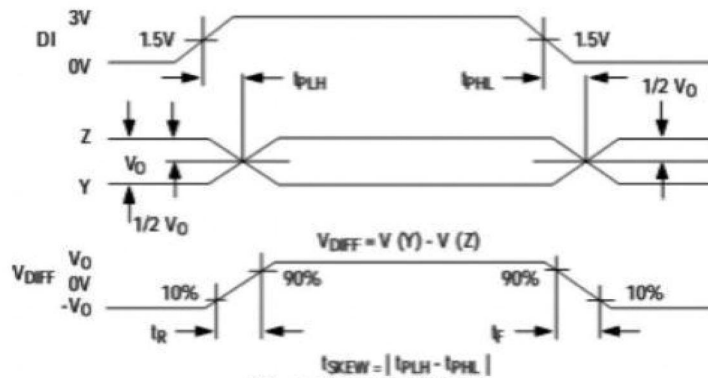 3V
DI
1.5V
1.5V
0V
tPLH
tPHL
1/2 VO
Z
VO
Y
1/2 VO
VDIFF = V (Y) - V (Z)
VO
VDIFF
0V
90%
90%
10%
10%
-VO
tR
tF
tSKEW = | tPLH - tPHL |